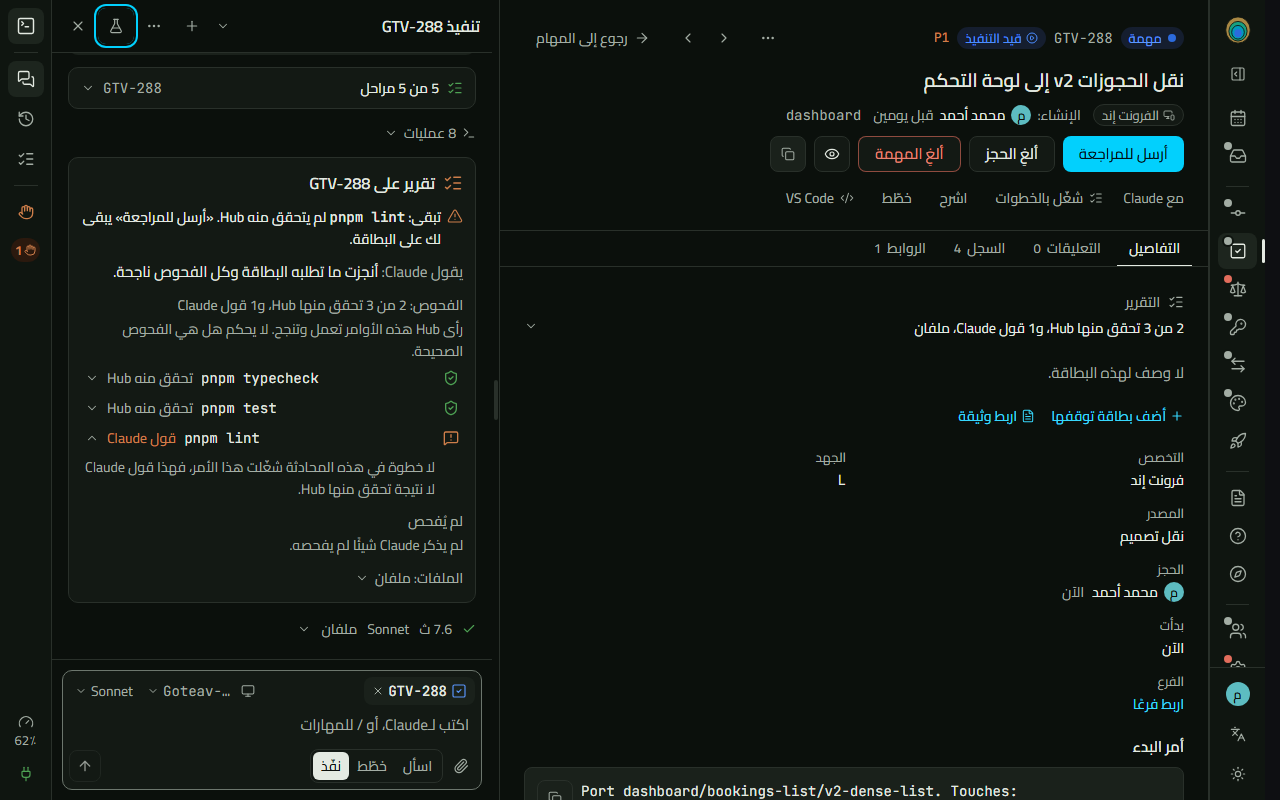 مهمة
GTV-288
قيد التنفيذ
P1
رجوع إلى المهام
نقل الحجوزات v2 إلى لوحة التحكم
الفرونت إند
الإنشاء: م محمد أحمد قبل يومين dashboard
أرسل للمراجعة
ألغِ الحجز
ألغِ المهمة
مع Claude
شغّل بالخطوات
اشرح
خطّط
VS Code
التفاصيل
التعليقات 0
السجل 4
الروابط 1
التقرير
2 من 3 تحقق منها Hub، و1 قول Claude، ملفان
لا وصف لهذه البطاقة.
أضف بطاقة توقفها
اربط وثيقة
التخصص
فرونت إند
الجهد
L
المصدر
نقل تصميم
الحجز
م محمد أحمد الآن
بدأت
الآن
الفرع
اربط فرعًا
أمر البدء
Port dashboard/bookings-list/v2-dense-list. Touches:
م
تنفيذ GTV-288
5 من 5 مراحل
GTV-288
8 عمليات
تقرير على GTV-288
تبقى: pnpm lint لم يتحقق منه Hub. «أرسل للمراجعة» يبقى
لك على البطاقة.
يقول Claude: أنجزت ما تطلبه البطاقة وكل الفحوص ناجحة.
الفحوص: 2 من 3 تحقق منها Hub، و1 قول Claude
رأى Hub هذه الأوامر تعمل وتنجح. لا يحكم هل هي الفحوص
الصحيحة.
pnpm typecheck تحقق منه Hub
pnpm test تحقق منه Hub
pnpm lint قول Claude
لا خطوة في هذه المحادثة شغّلت هذا الأمر، فهذا قول Claude
لا نتيجة تحقق منها Hub.
لم يُفحص
لم يذكر Claude شيئًا لم يفحصه.
الملفات: ملفان
7.6 ث Sonnet ملفان
GTV-288
Goteav-…
Sonnet
اكتب لـClaude، أو / للمهارات
اسأل
خطّط
نفّذ
1
62٪